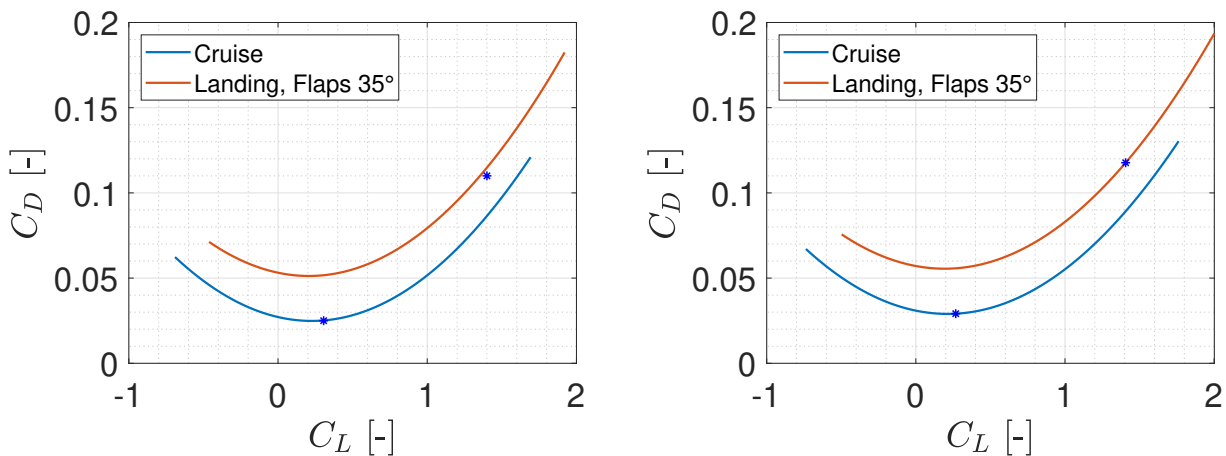 0.2
0.15
0.1
0.05
0
-1
0
1
2
C_D [-]
C_L [-]
Cruise
Landing, Flaps 35°
0.2
0.15
0.1
0.05
0
-1
0
1
2
C_D [-]
C_L [-]
Cruise
Landing, Flaps 35°